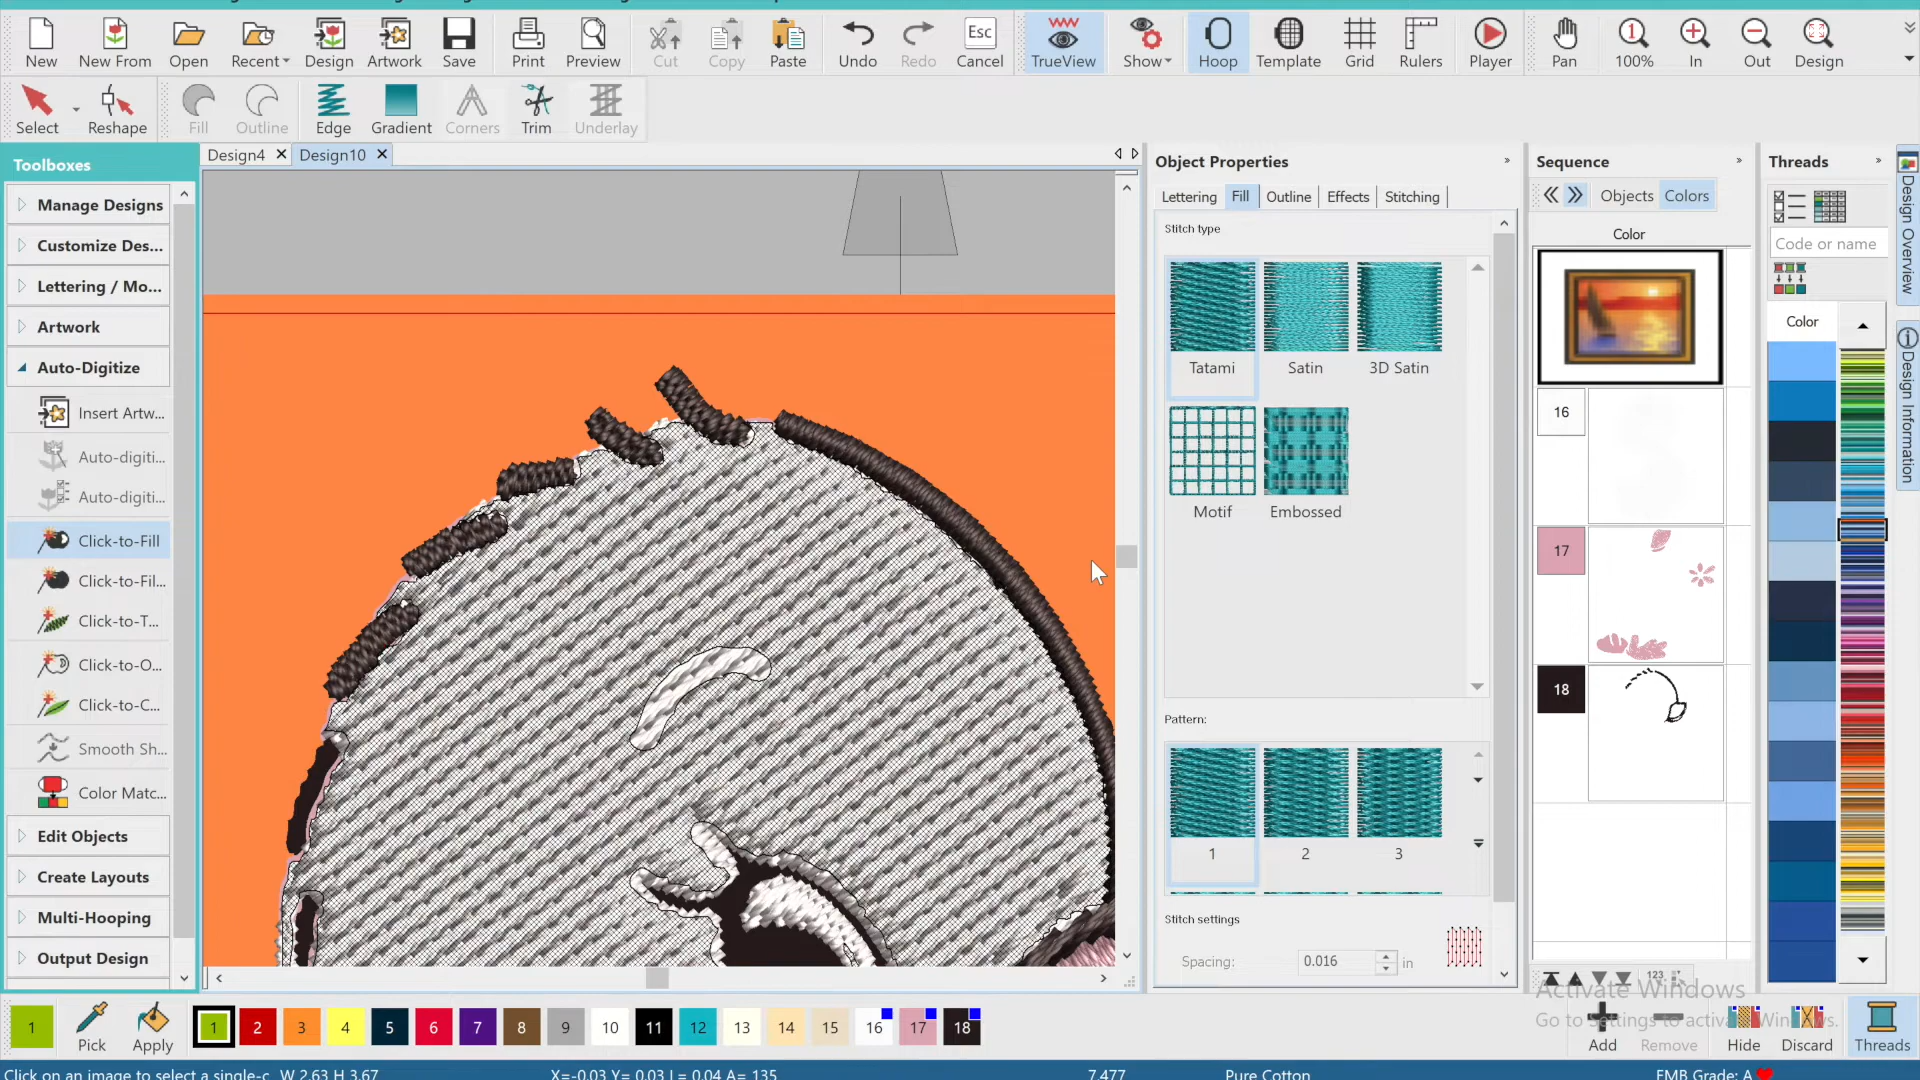 New New From Open Recent Design Artwork Save Print Preview Cut Copy Paste Undo Redo Esc Cancel TrueView Show Hoop Template Grid Rulers Player Pan 1 100% In Out Design
Select Reshape Fill Outline Edge Gradient Corners Trim Underlay
Toolboxes
Manage Designs
Customize Des...
Lettering / Mo...
Artwork
Auto-Digitize
Insert Artw...
Auto-digiti...
Auto-digiti...
Click-to-Fill
Click-to-Fil...
Click-to-T...
Click-to-O...
Click-to-C...
Smooth Sh...
Color Matc...
Edit Objects
Create Layouts
Multi-Hooping
Output Design
Design4 Design10
Object Properties
Lettering Fill Outline Effects Stitching
Stitch type
Tatami Satin 3D Satin
Motif Embossed
Pattern:
1 2 3
Stitch settings
Spacing: 0.016 in
Sequence
Objects Colors
Color
16
17
18
123
Threads
Code or name
Color
Design Overview
Design Information
Activate Windows
Go to Settings to activate Windows.
1 Pick Apply 1 2 3 4 5 6 7 8 9 10 11 12 13 14 15 16 17 18
Add Remove Hide Discard Threads
Click on an image to select a single-c W 2.63 H 3.67 X=-0.03 Y= 0.03 L= 0.04 A= 135 7,477 Pure Cotton EMB Grade: A